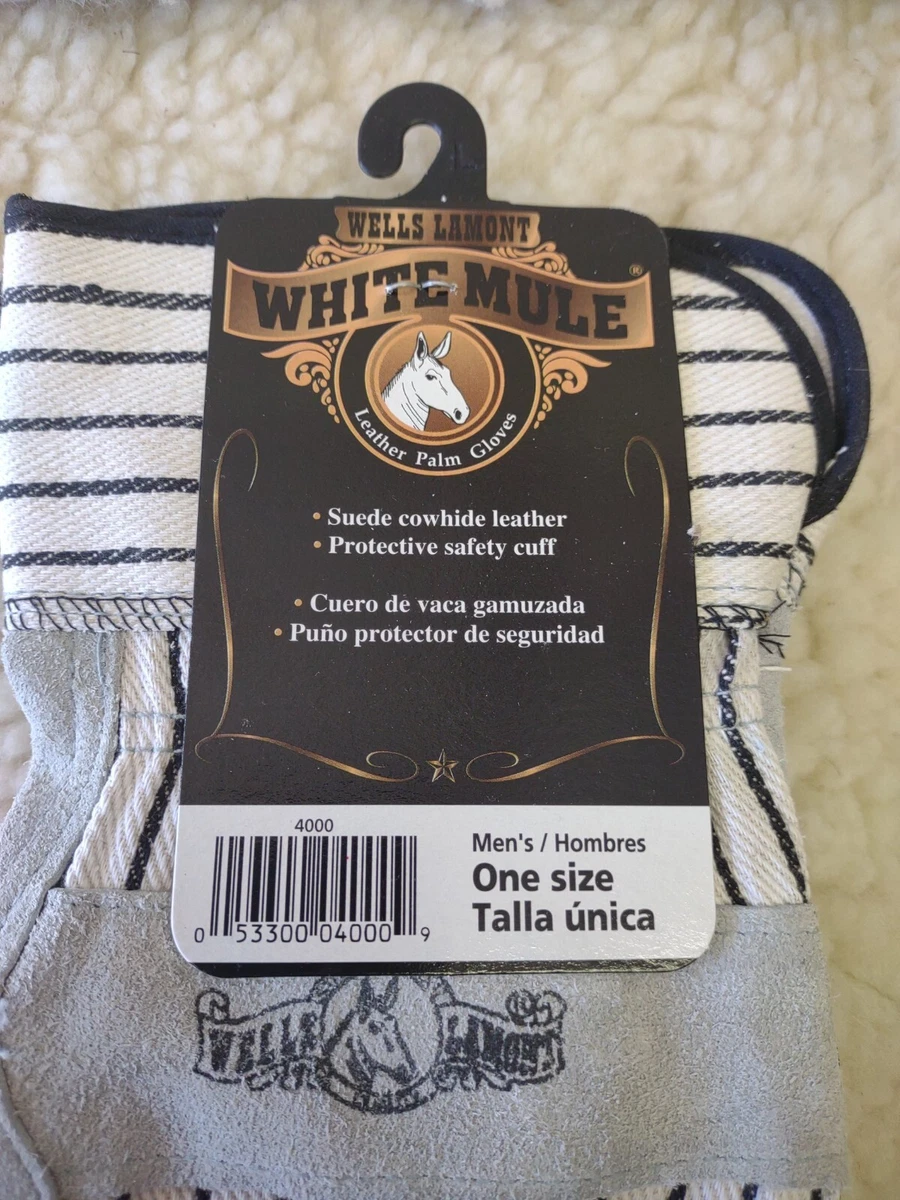 WELLS LAMONT
WHITE MULE ®
Leather Palm Gloves
• Suede cowhide leather
• Protective safety cuff
• Cuero de vaca gamuzada
• Puño protector de seguridad
4000
0 53300 04000 9
Men's / Hombres
One size
Talla única
WELLS LAMONT